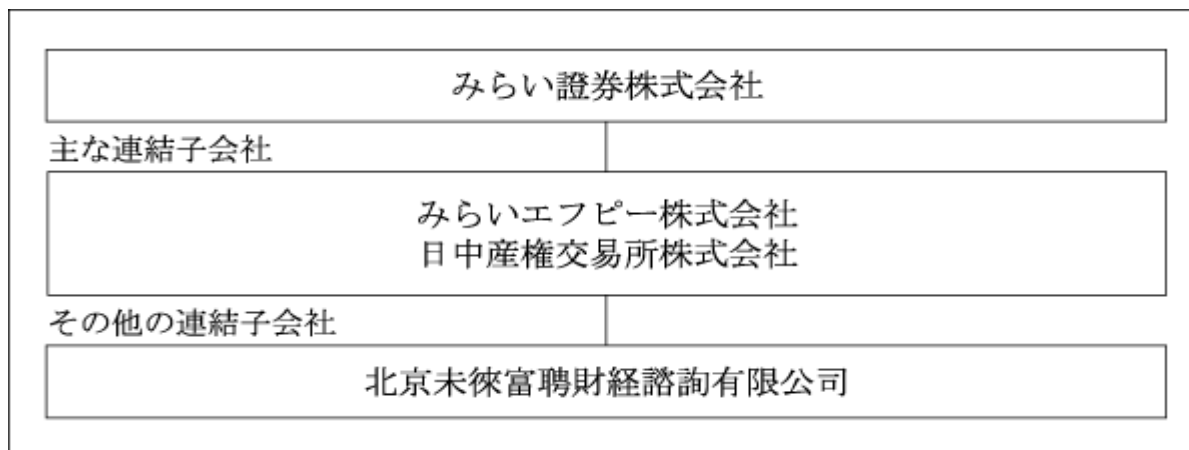 みらい證券株式会社
主な連結子会社
みらいエフピー株式会社
日中産権交易所株式会社
その他の連結子会社
北京未徠富聘財経諮詢有限公司